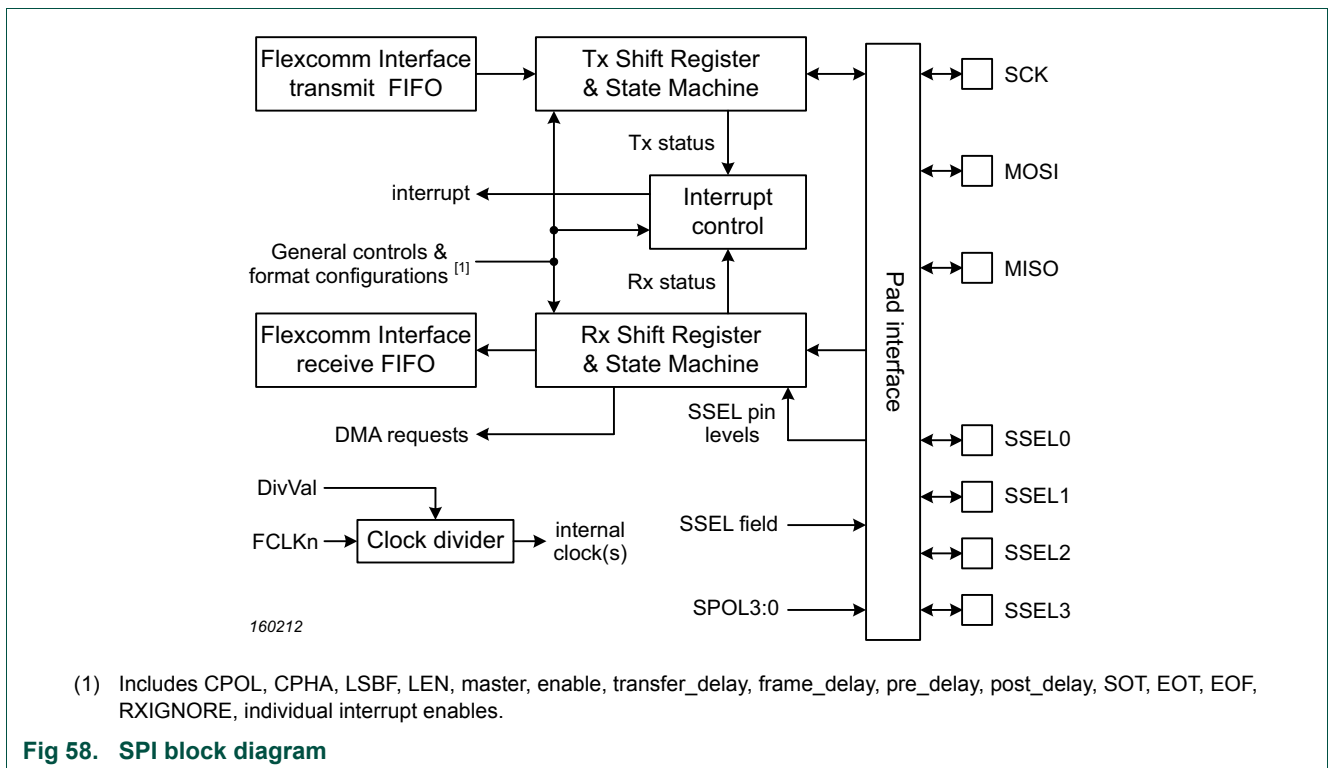 Flexcomm Interface
transmit FIFO
Tx Shift Register
& State Machine
SCK
Tx status
MOSI
interrupt
Interrupt
control
General controls &
format configurations [1]
MISO
Rx status
Pad interface
Flexcomm Interface
receive FIFO
Rx Shift Register
& State Machine
SSEL pin
levels
DMA requests
SSEL0
DivVal
SSEL1
SSEL field
FCLKn
Clock divider
internal
clock(s)
SSEL2
SPOL3:0
SSEL3
160212
(1) Includes CPOL, CPHA, LSBF, LEN, master, enable, transfer_delay, frame_delay, pre_delay, post_delay, SOT, EOT, EOF,
RXIGNORE, individual interrupt enables.
Fig 58. SPI block diagram